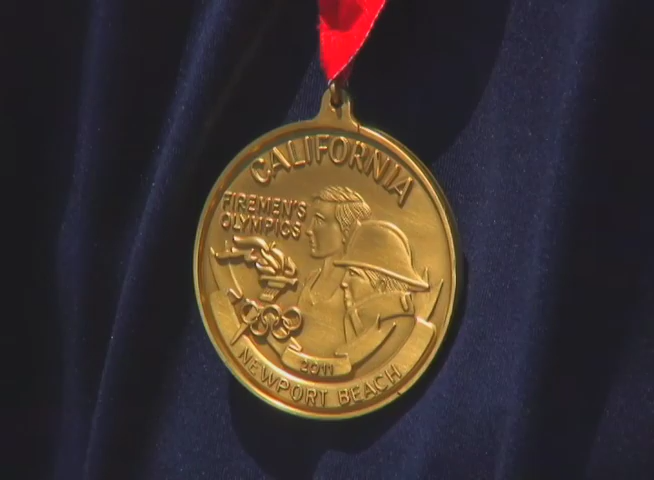 CALIFORNIA
FIREMEN'S
OLYMPICS
2011
NEWPORT BEACH